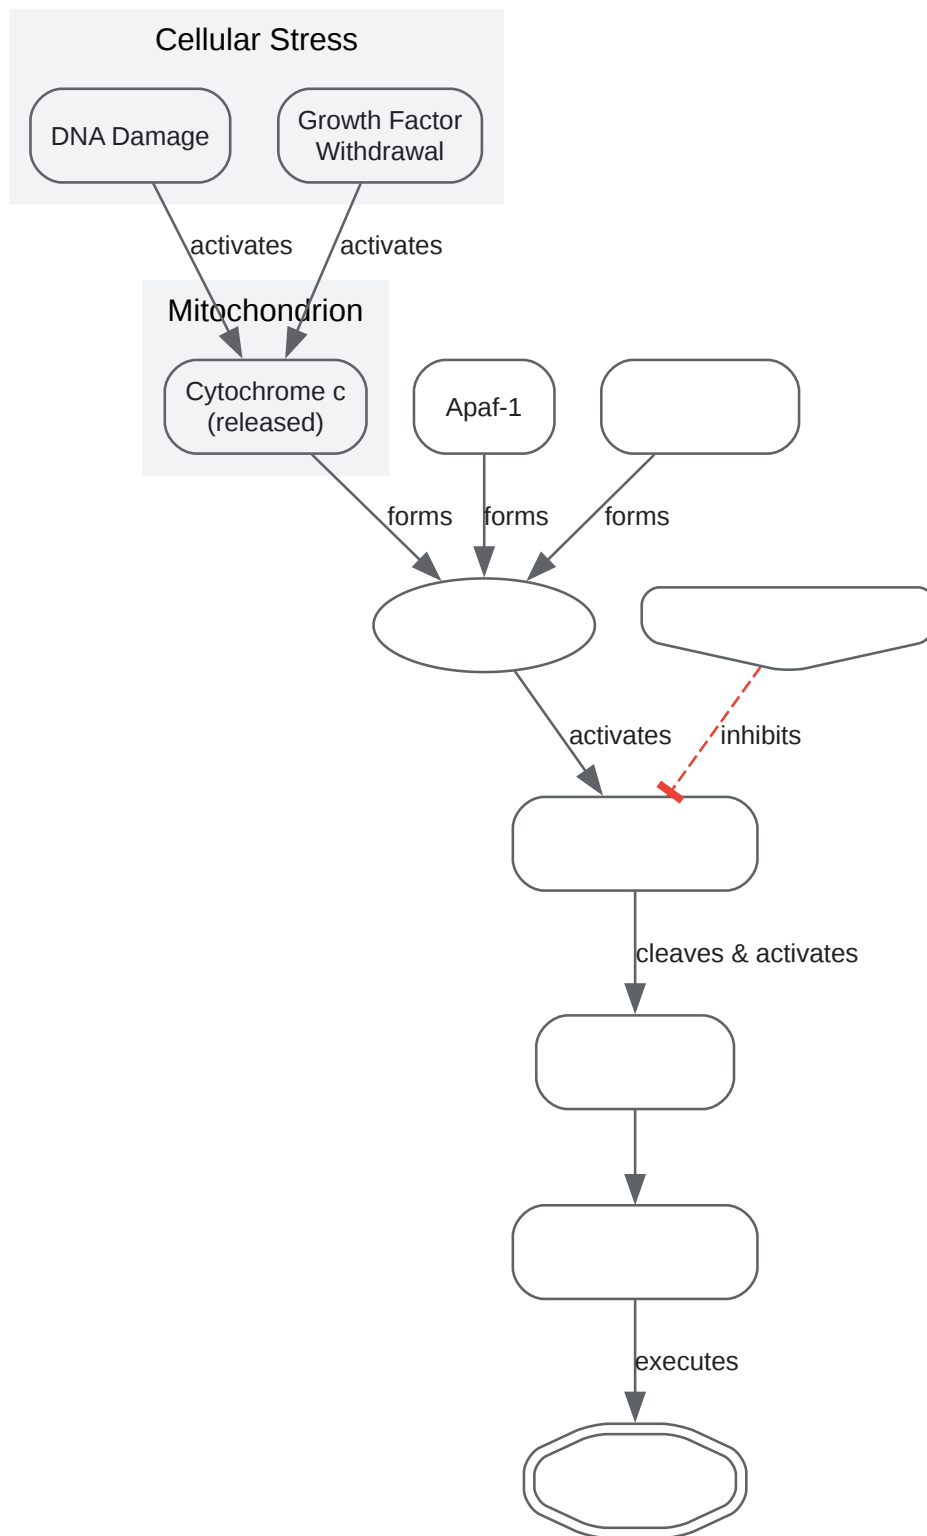 Cellular Stress
DNA Damage
Growth Factor
Withdrawal
activates
activates
Mitochondrion
Cytochrome c
(released)
Apaf-1
forms
forms
forms
activates
inhibits
cleaves & activates
executes